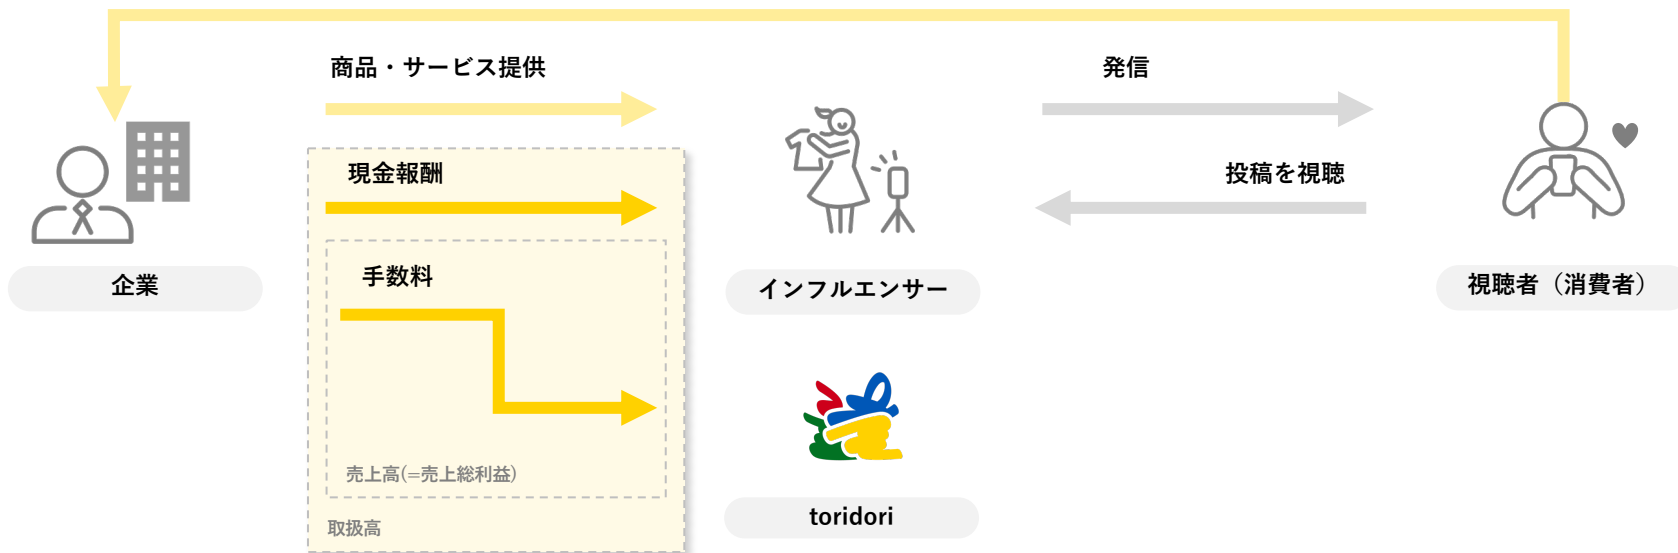 商品・サービス提供
発信
現金報酬
投稿を視聴
手数料
企業
インフルエンサー
視聴者（消費者）
売上高(=売上総利益)
toridori
取扱高